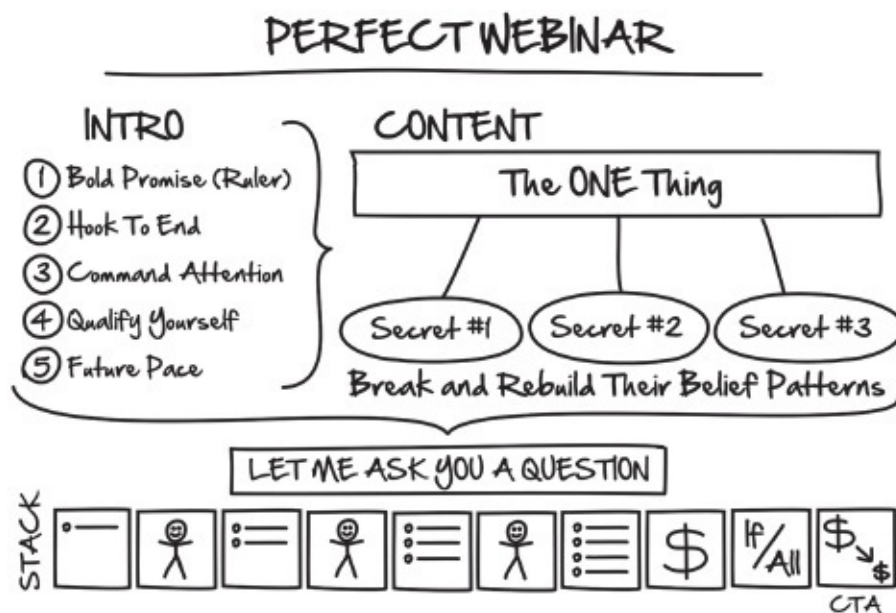 PERFECT WEBINAR
INTRO
1 Bold Promise (Ruler)
2 Hook To End
3 Command Attention
4 Qualify Yourself
5 Future Pace
CONTENT
The ONE Thing
Secret #1 Secret #2 Secret #3
Break and Rebuild Their Belief Patterns
LET ME ASK YOU A QUESTION
STACK
$ If/All $ $
CTA